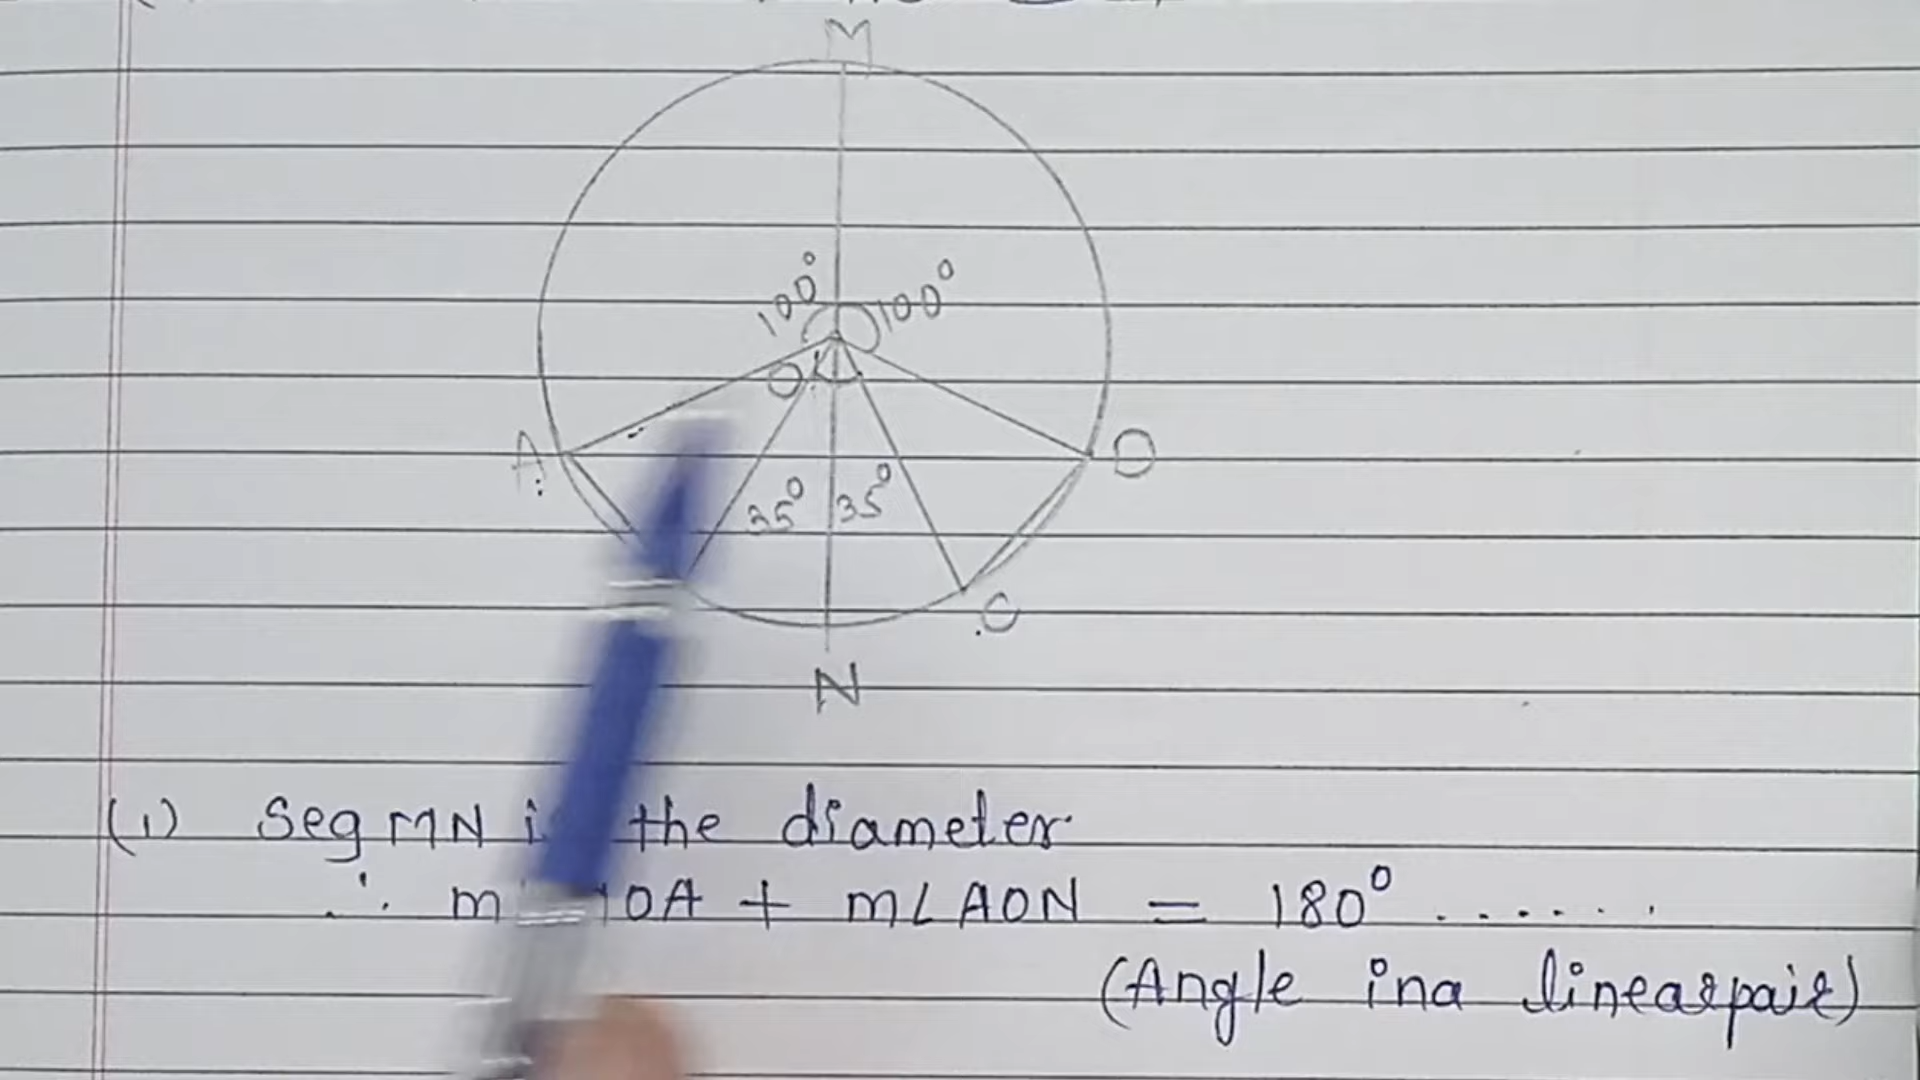 M
100° 100°
O
A D
35° 35°
C
N
(1) Seg MN the diameter
∴ OA + m∠AON = 180° ......
(Angle ina linearpair)